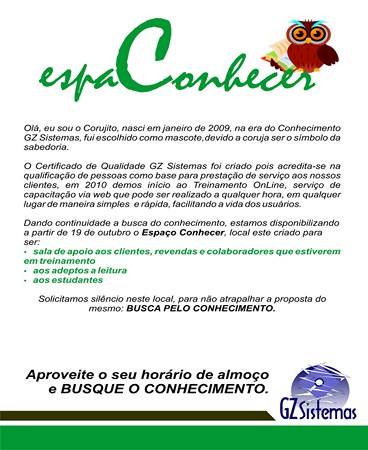 espaConhecer
Olá, eu sou o Corujito, nasci em janeiro de 2009, na era do Conhecimento
GZ Sistemas, fui escolhido como mascote,devido a coruja ser o símbolo da
sabedoria.
O Certificado de Qualidade GZ Sistemas foi criado pois acredita-se na
qualificação de pessoas como base para prestação de serviço aos nossos
clientes, em 2010 demos início ao Treinamento OnLine, serviço de
capacitação via web que pode ser realizado a qualquer hora, em qualquer
lugar de maneira simples e rápida, facilitando a vida dos usuários.
Dando continuidade a busca do conhecimento, estamos disponibilizando
a partir de 19 de outubro o Espaço Conhecer, local este criado para
ser:
• sala de apoio aos clientes, revendas e colaboradores que estiverem
em treinamento
• aos adeptos a leitura
• aos estudantes
Solicitamos silêncio neste local, para não atrapalhar a proposta do
mesmo: BUSCA PELO CONHECIMENTO.
Aproveite o seu horário de almoço
e BUSQUE O CONHECIMENTO.
GZ Sistemas